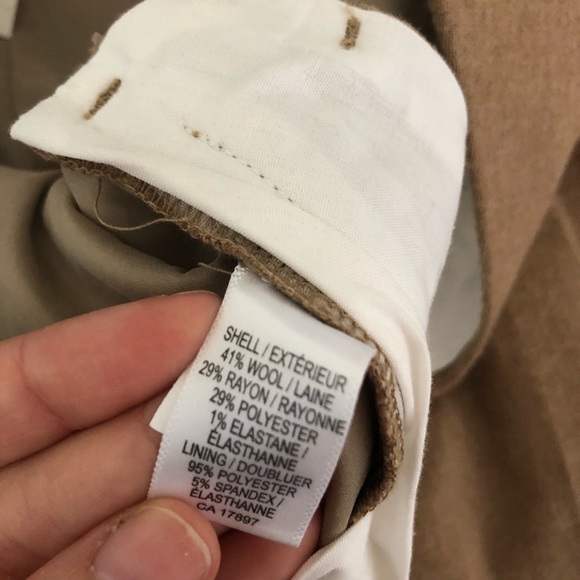 SHELL / EXTÉRIEUR
41% WOOL / LAINE
29% RAYON / RAYONNE
29% POLYESTER
1% ELASTANE /
ÉLASTHANNE
LINING / DOUBLUER
95% POLYESTER
5% SPANDEX /
ÉLASTHANNE
CA 17897